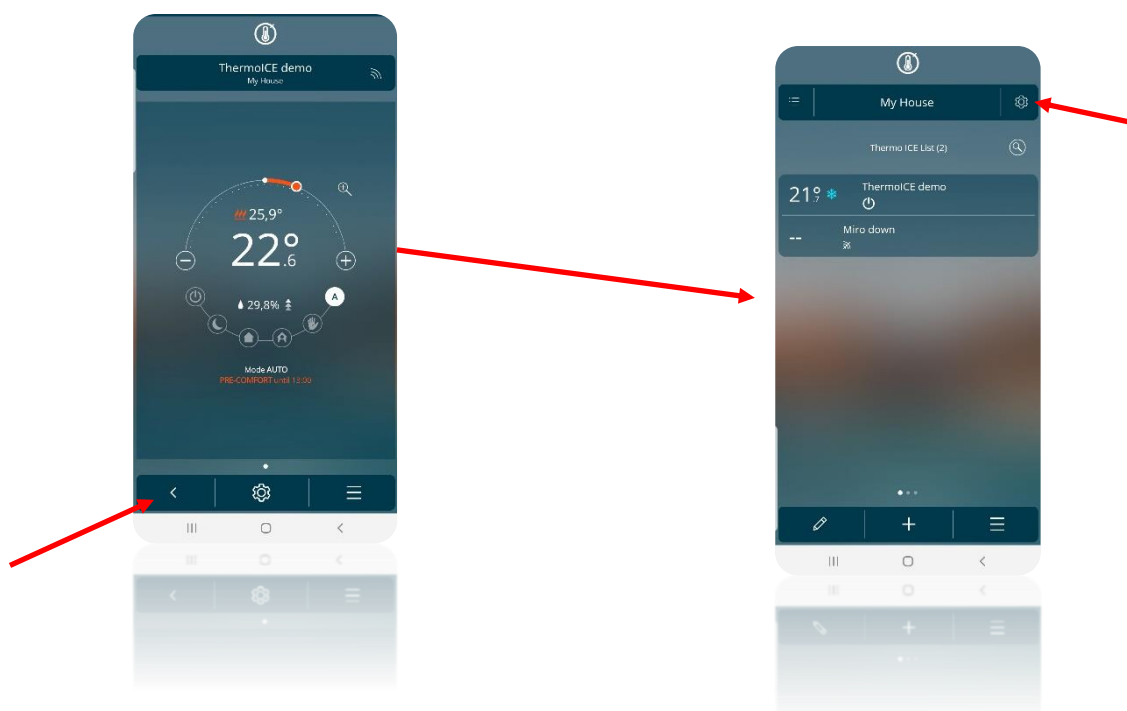 ThermoICE demo
My House
25,9°
22°.6
29,8%
A
Mode AUTO
PRE-COMFORT until 13:00
My House
Thermo ICE List (2)
21°.7
ThermoICE demo
--
Miro down